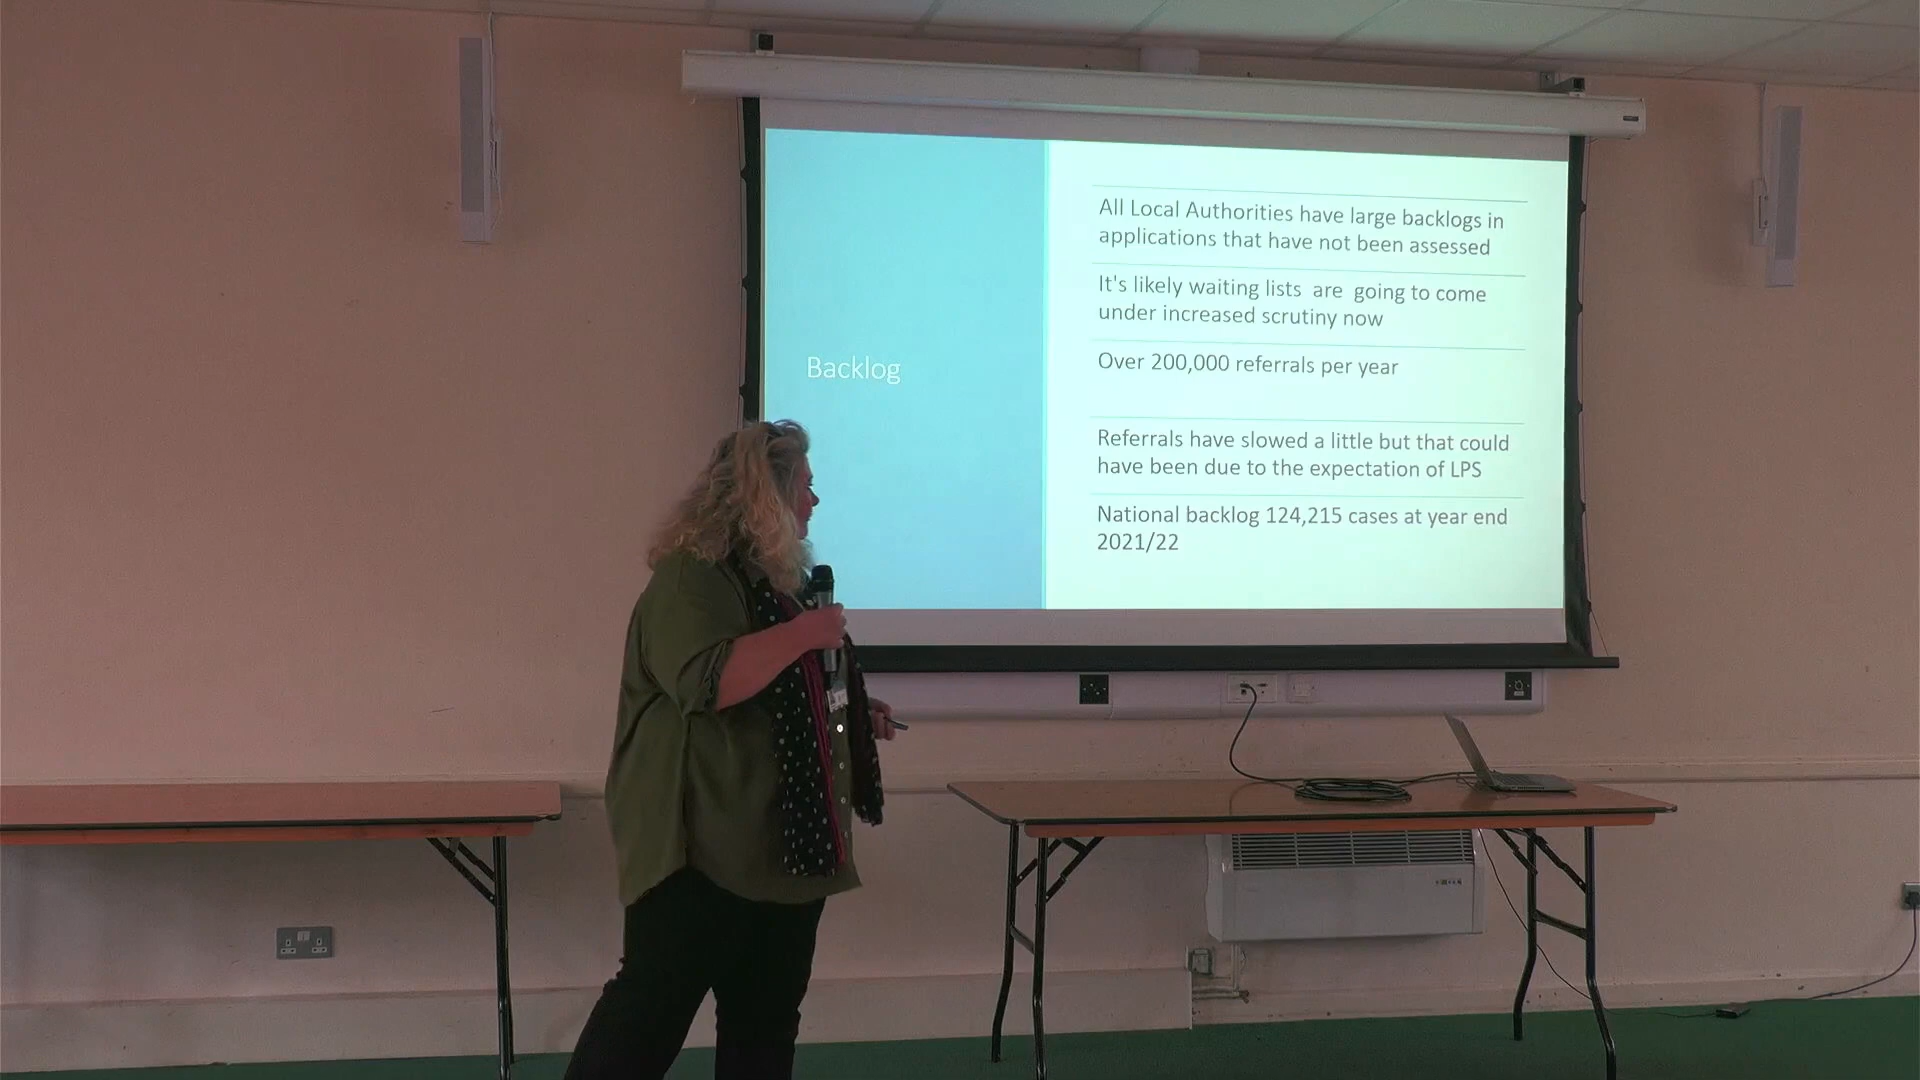 Backlog
All Local Authorities have large backlogs in
applications that have not been assessed
It's likely waiting lists are going to come
under increased scrutiny now
Over 200,000 referrals per year
Referrals have slowed a little but that could
have been due to the expectation of LPS
National backlog 124,215 cases at year end
2021/22